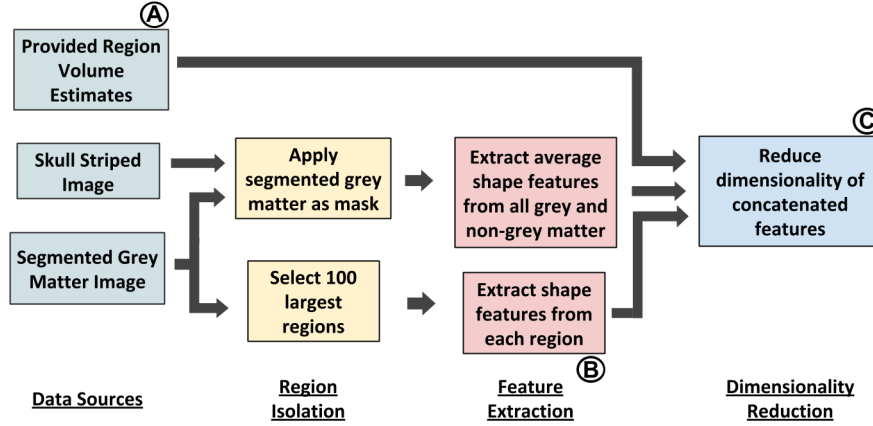 A
Provided Region
Volume
Estimates
Skull Striped
Image
Segmented Grey
Matter Image
Apply
segmented grey
matter as mask
Select 100
largest
regions
Extract average
shape features
from all grey and
non-grey matter
Extract shape
features from
each region
B
C
Reduce
dimensionality of
concatenated
features
Data Sources
Region
Isolation
Feature
Extraction
Dimensionality
Reduction